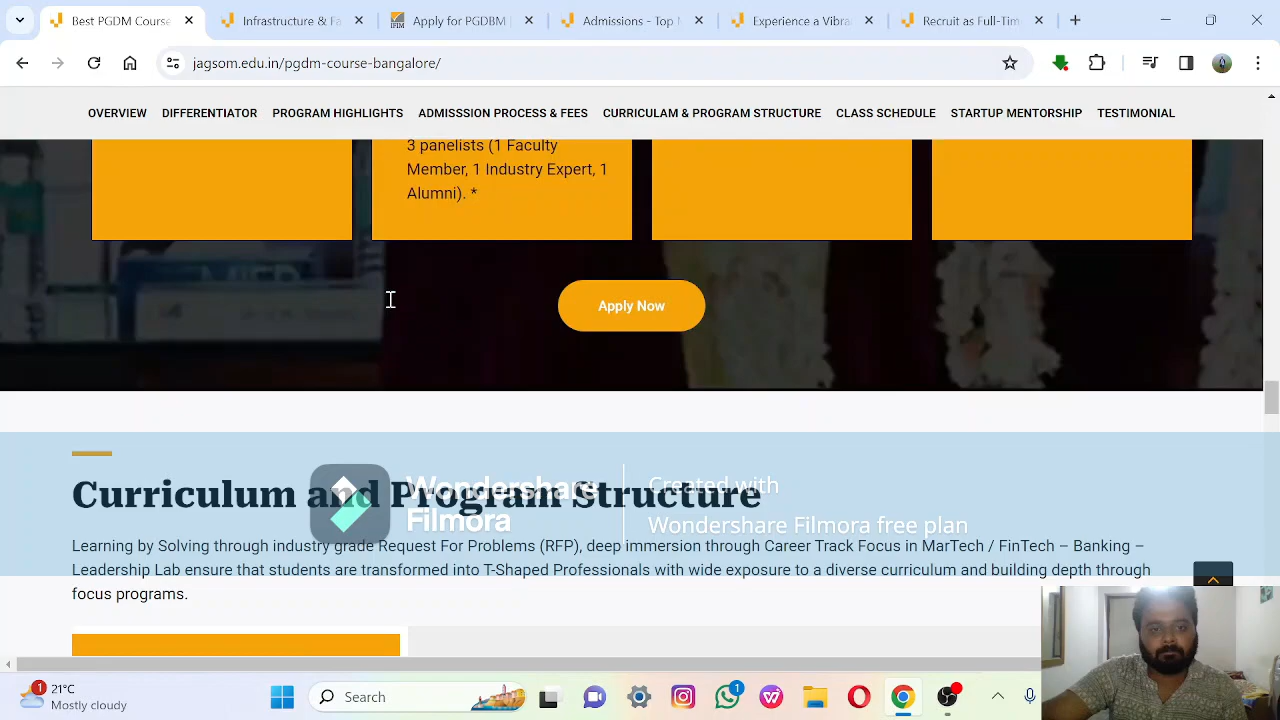 Best PGDM Course
Infrastructure & Fa
Apply for PGDBM
Admissions - Top
Experience a Vibra
Recruit as Full-Tim
jagsom.edu.in/pgdm-course-bangalore/
OVERVIEW DIFFERENTIATOR PROGRAM HIGHLIGHTS ADMISSSION PROCESS & FEES CURRICULAM & PROGRAM STRUCTURE CLASS SCHEDULE STARTUP MENTORSHIP TESTIMONIAL
3 panelists (1 Faculty
Member, 1 Industry Expert, 1
Alumni). *
Apply Now
Curriculum and Program Structure
Wondershare
Filmora
Created with
Wondershare Filmora free plan
Learning by Solving through industry grade Request For Problems (RFP), deep immersion through Career Track Focus in MarTech / FinTech – Banking –
Leadership Lab ensure that students are transformed into T-Shaped Professionals with wide exposure to a diverse curriculum and building depth through
focus programs.
1
21°C
Mostly cloudy
Search
1